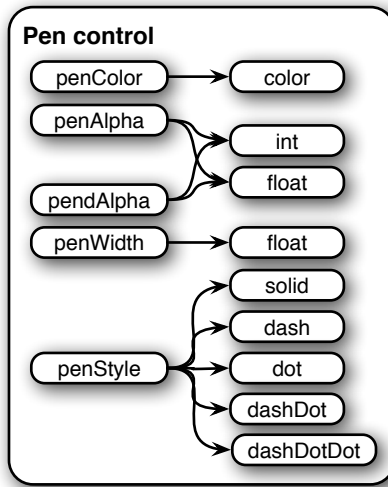 Pen control
penColor
color
penAlpha
int
float
pendAlpha
penWidth
float
solid
dash
penStyle
dot
dashDot
dashDotDot